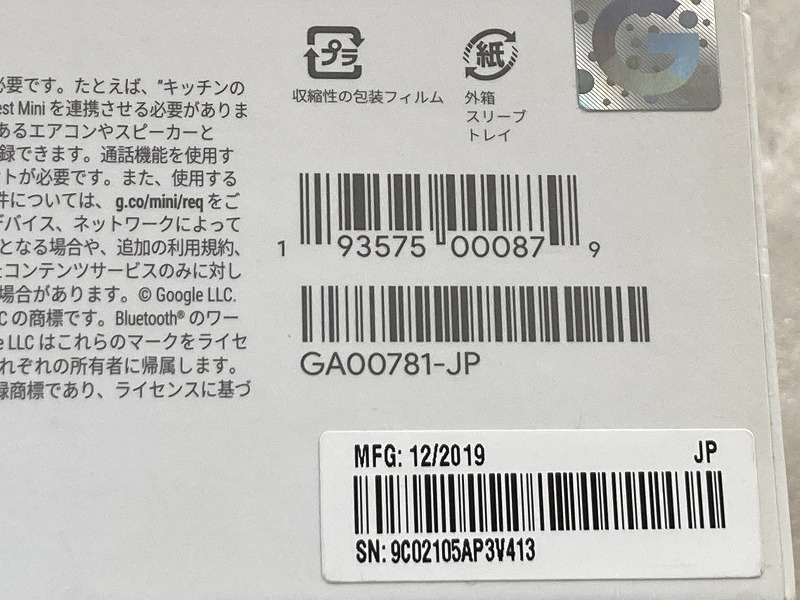 必要です。たとえば、"キッチンの
est Mini を連携させる必要がありま
あるエアコンやスピーカーと
録できます。通話機能を使用す
ントが必要です。また、使用する
件については、g.co/mini/req をご
デバイス、ネットワークによって
となる場合や、追加の利用規約、
たコンテンツサービスのみに対し
場合があります。© Google LLC.
C の商標です。Bluetooth® のワー
e LLC はこれらのマークをライセ
れぞれの所有者に帰属します。
録商標であり、ライセンスに基づ
プラ
収縮性の包装フィルム
紙
外箱
スリーブ
トレイ
G
1 93575 00087 9
GA00781-JP
MFG: 12/2019 JP
SN: 9C02105AP3V413